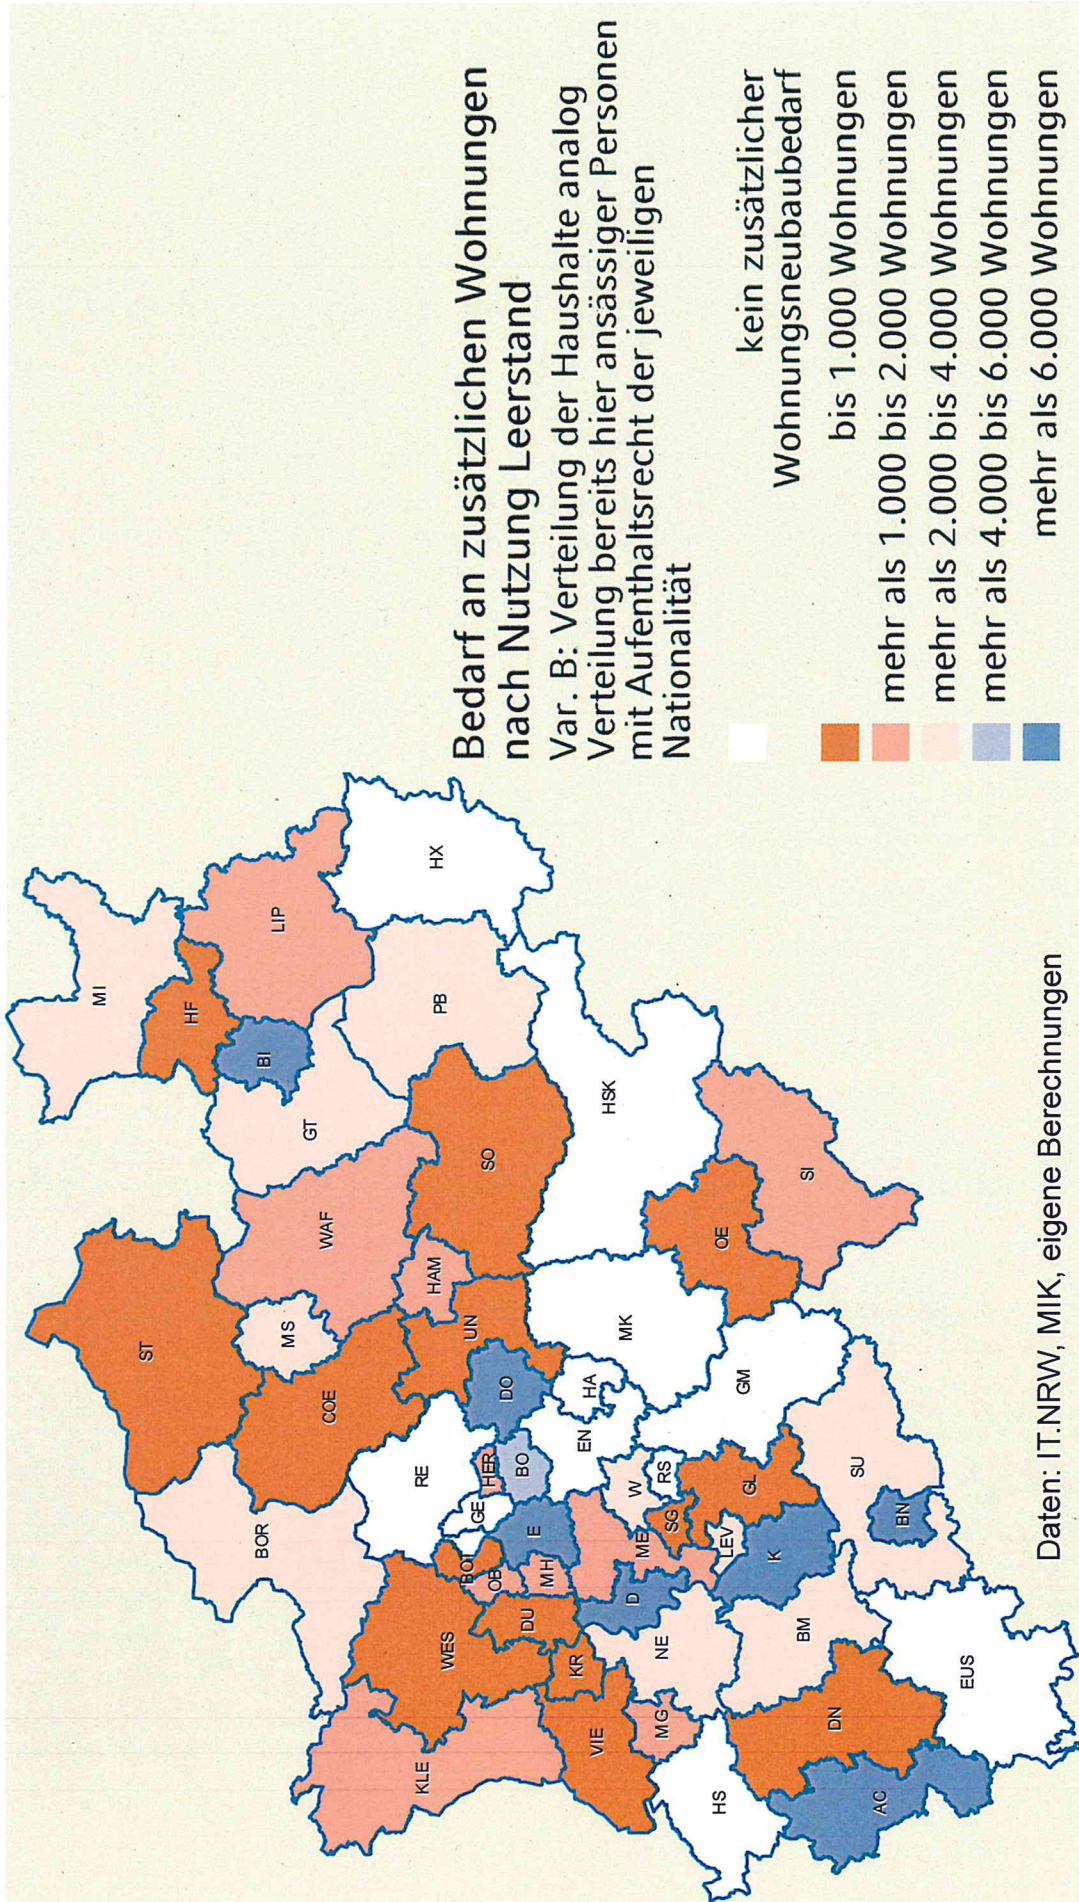 Bedarf an zusätzlichen Wohnungen
nach Nutzung Leerstand
Var. B: Verteilung der Haushalte analog
Verteilung bereits hier ansässiger Personen
mit Aufenthaltsrecht der jeweiligen
Nationalität
kein zusätzlicher
Wohnungsneubaubedarf
bis 1.000 Wohnungen
mehr als 1.000 bis 2.000 Wohnungen
mehr als 2.000 bis 4.000 Wohnungen
mehr als 4.000 bis 6.000 Wohnungen
mehr als 6.000 Wohnungen
MI
HF
ST
BI
LIP
MS
GT
WAF
BOR
COE
HX
PB
HAM
KLE
RE
UN
SO
WES
BOT
GE
HER
DO
OB
BO
DU
MH
E
EN
HA
KR
HSK
VIE
MK
D
ME
W
MG
NE
RS
SG
OE
HS
LEV
GL
GM
K
SI
BM
DN
SU
AC
BN
EUS
Daten: IT.NRW, MIK, eigene Berechnungen